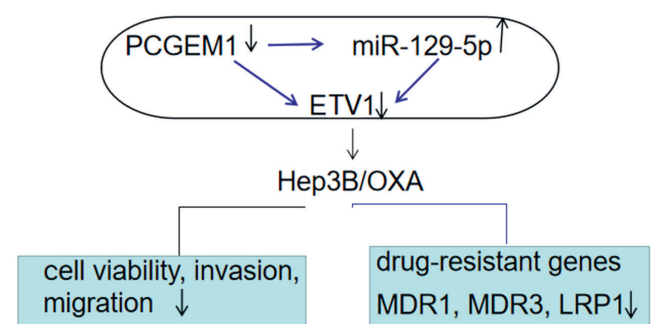 PCGEM1↓ → miR-129-5p↑
ETV1↓
Hep3B/OXA
cell viability, invasion,
migration ↓
drug-resistant genes
MDR1, MDR3, LRP1↓